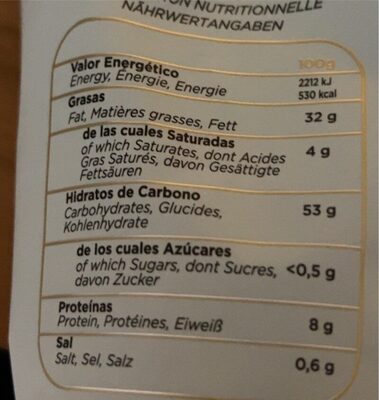 NUTRITIONNELLE
NÄHRWERTANGABEN
100g
Valor Energético
Energy, Energie, Energie
2212 kJ
530 kcal
Grasas
Fat, Matières grasses, Fett
32 g
de las cuales Saturadas
of which Saturates, dont Acides
Gras Saturés, davon Gesättigte
Fettsäuren
4 g
Hidratos de Carbono
Carbohydrates, Glucides,
Kohlenhydrate
53 g
de los cuales Azúcares
of which Sugars, dont Sucres,
davon Zucker
<0,5 g
Proteínas
Protein, Protéines, Eiweiß
8 g
Sal
Salt, Sel, Salz
0,6 g